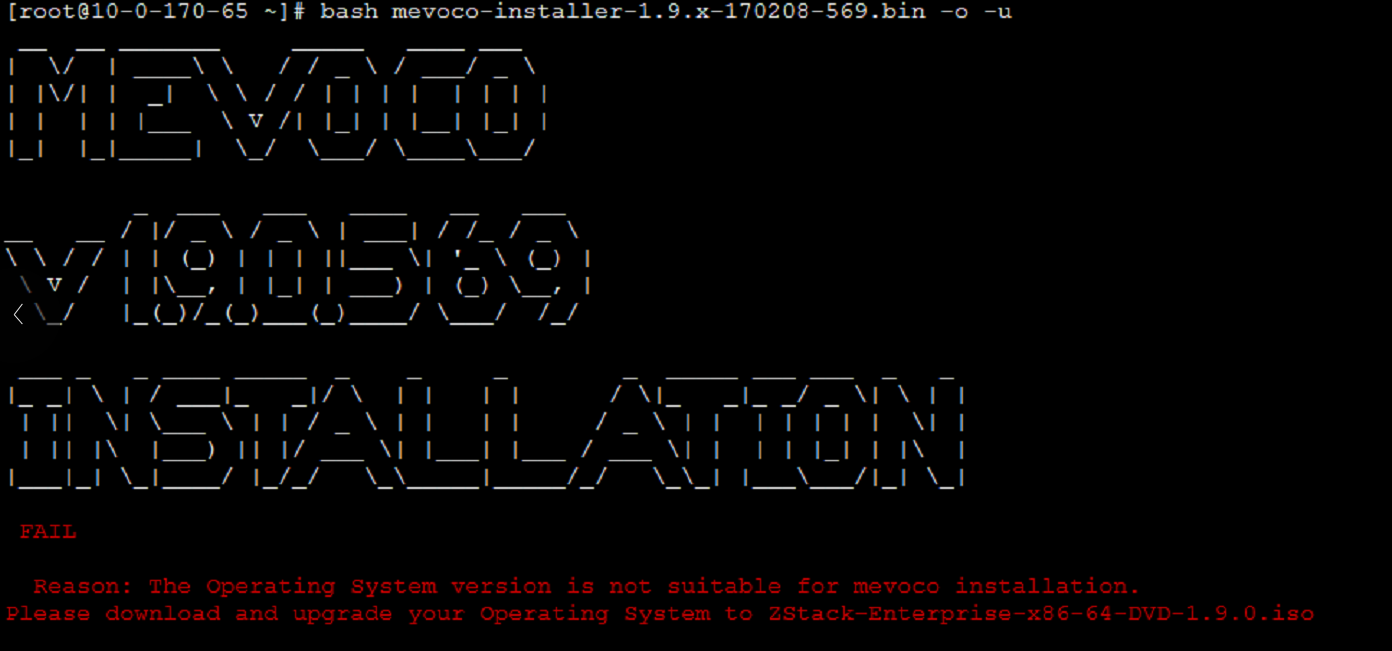 [root@10-0-170-65 ~]# bash mevoco-installer-1.9.x-170208-569.bin -o -u
MEVOCO
v1.9.0.569
INSTALLATION
FAIL
Reason: The Operating System version is not suitable for mevoco installation.
Please download and upgrade your Operating System to ZStack-Enterprise-x86-64-DVD-1.9.0.iso